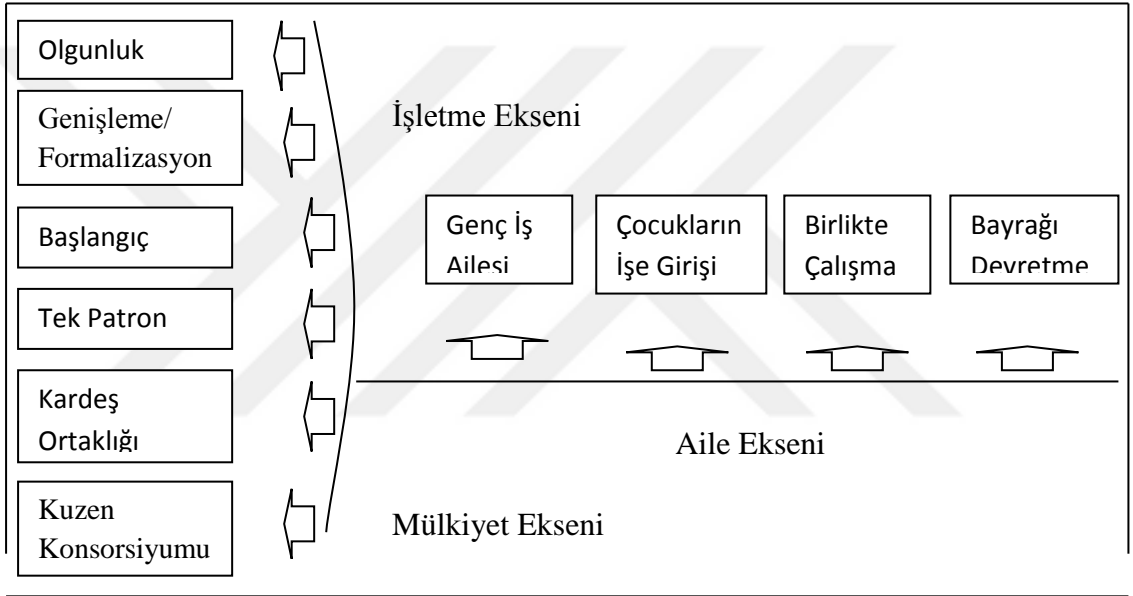 Olgunluk
Genişleme/
Formalizasyon
Başlangıç
Tek Patron
Kardeş
Ortaklığı
Kuzen
Konsorsiyumu
İşletme Ekseni
Genç İş
Ailesi
Çocukların
İşe Girişi
Birlikte
Çalışma
Bayrağı
Devretme
Aile Ekseni
Mülkiyet Ekseni